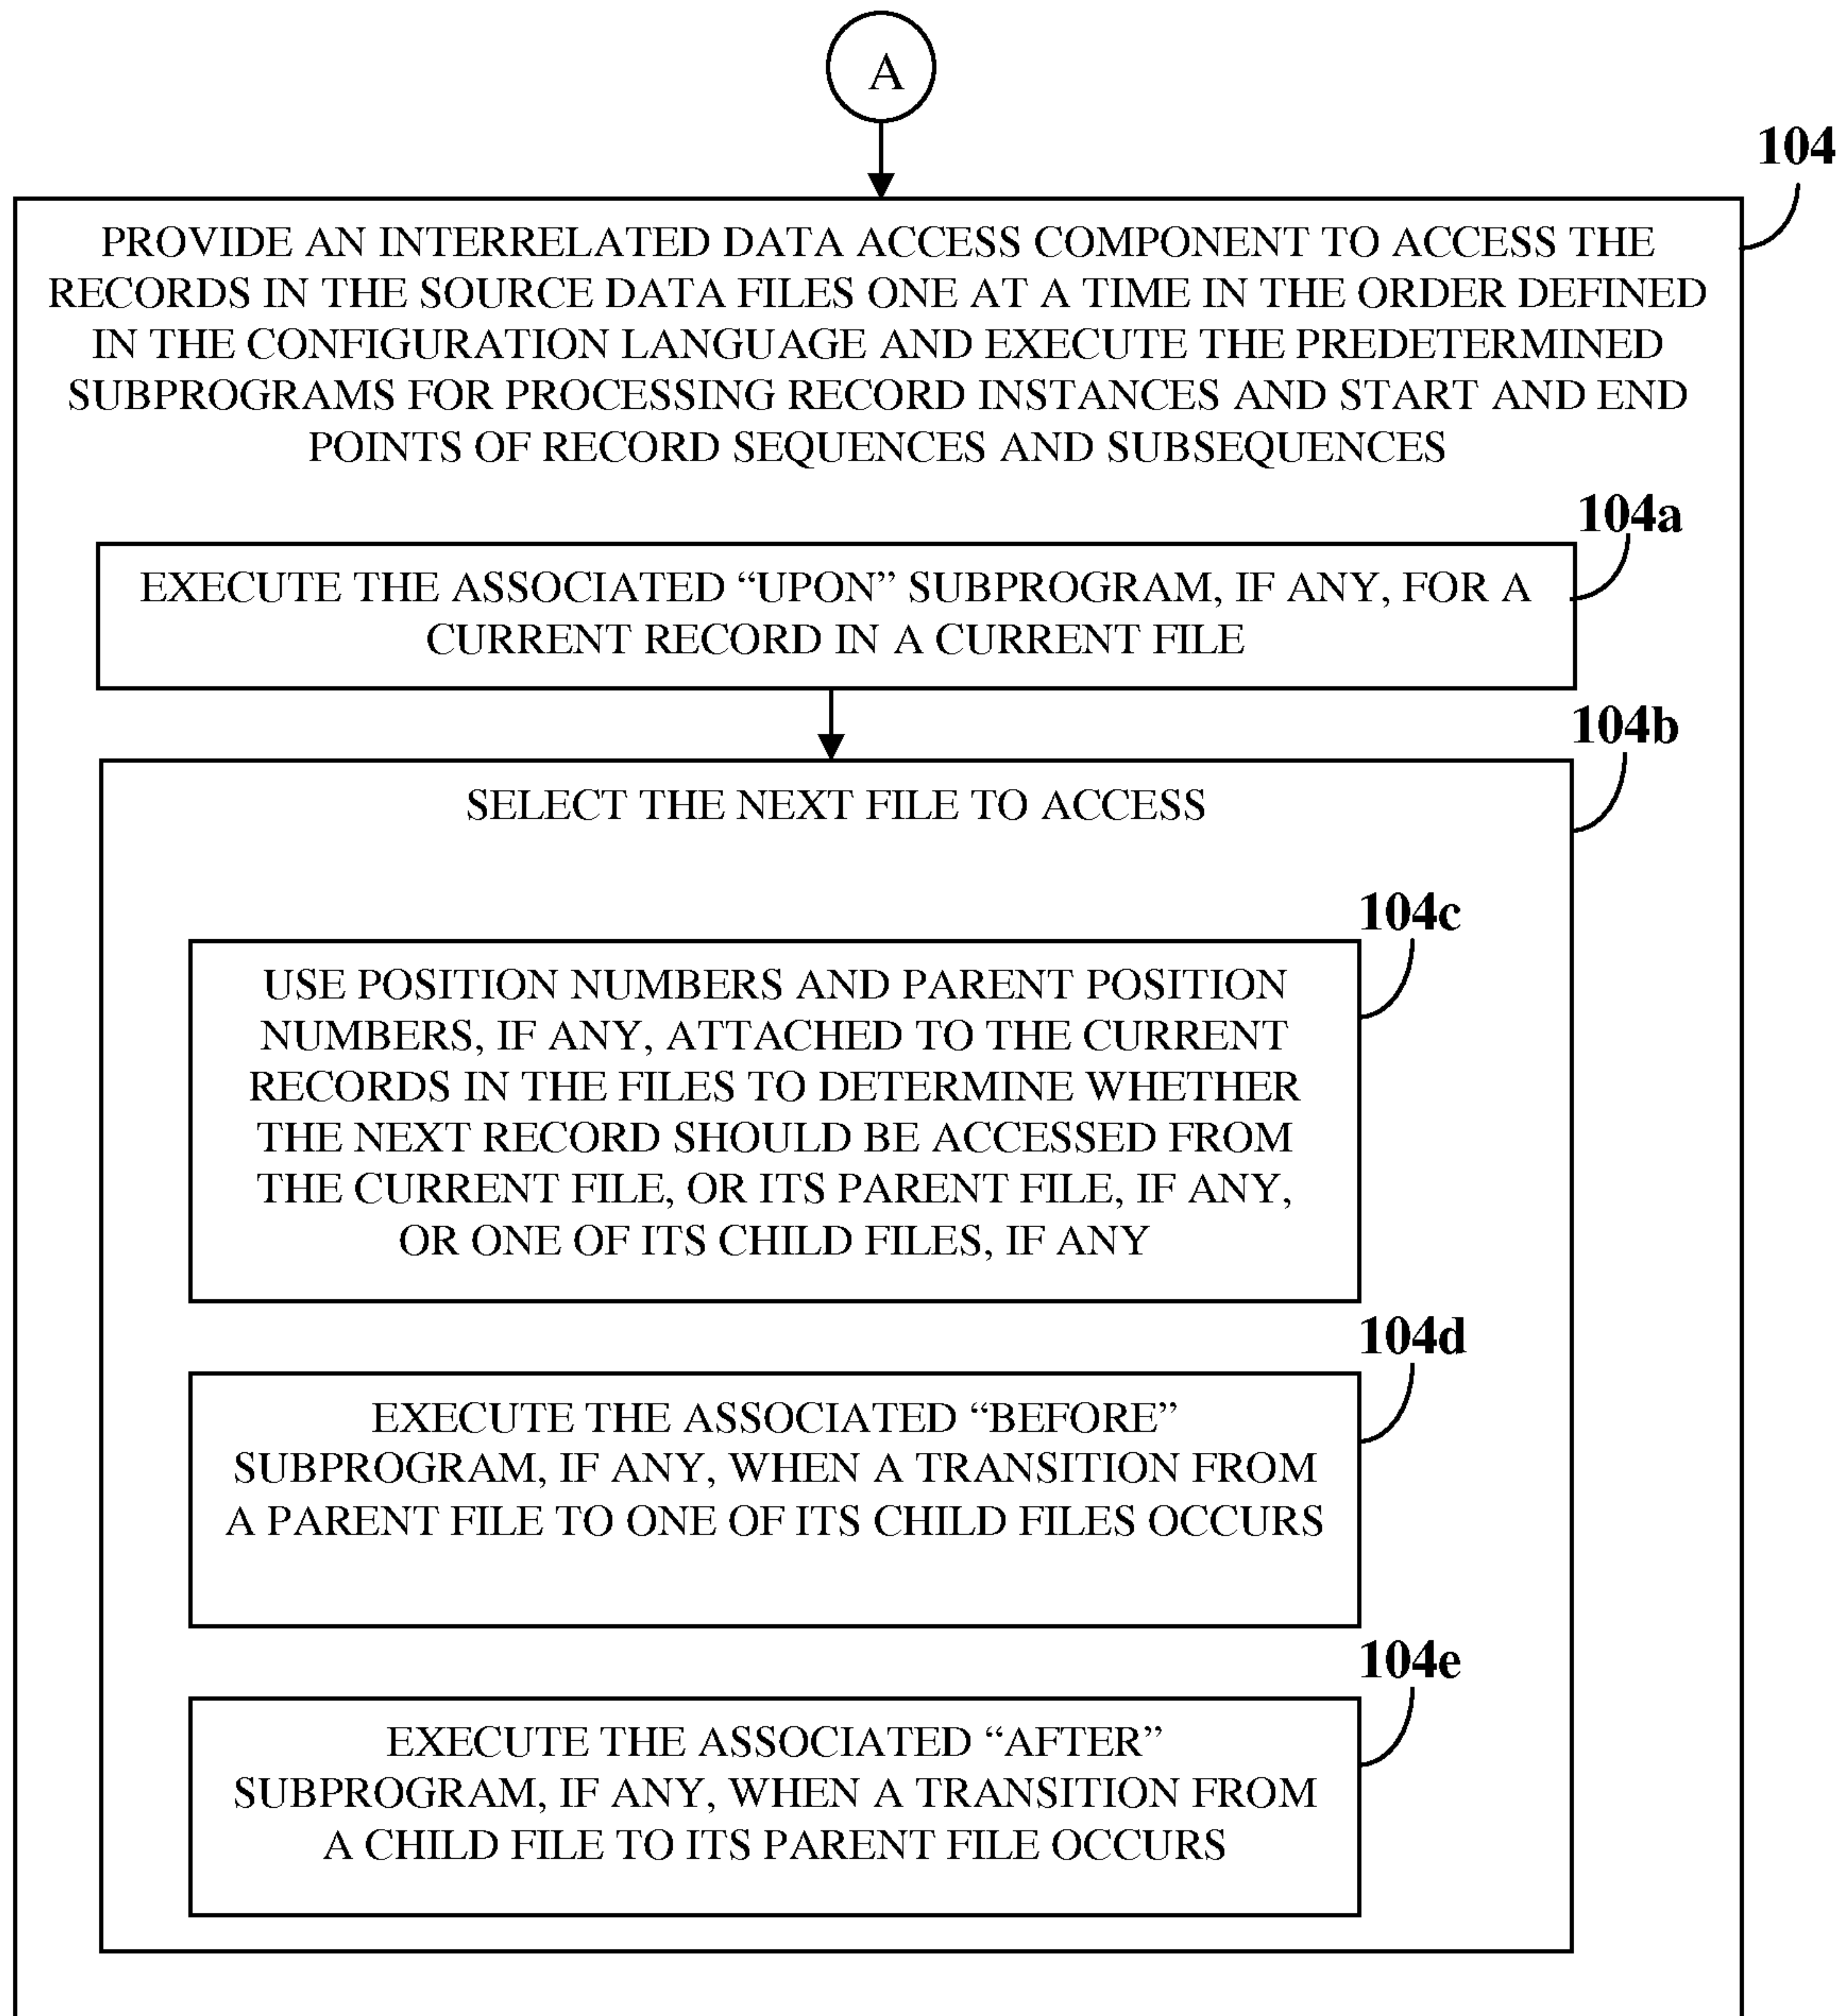 A
104
PROVIDE AN INTERRELATED DATA ACCESS COMPONENT TO ACCESS THE
RECORDS IN THE SOURCE DATA FILES ONE AT A TIME IN THE ORDER DEFINED
IN THE CONFIGURATION LANGUAGE AND EXECUTE THE PREDETERMINED
SUBPROGRAMS FOR PROCESSING RECORD INSTANCES AND START AND END
POINTS OF RECORD SEQUENCES AND SUBSEQUENCES
104a
EXECUTE THE ASSOCIATED “UPON” SUBPROGRAM, IF ANY, FOR A
CURRENT RECORD IN A CURRENT FILE
104b
SELECT THE NEXT FILE TO ACCESS
104c
USE POSITION NUMBERS AND PARENT POSITION
NUMBERS, IF ANY, ATTACHED TO THE CURRENT
RECORDS IN THE FILES TO DETERMINE WHETHER
THE NEXT RECORD SHOULD BE ACCESSED FROM
THE CURRENT FILE, OR ITS PARENT FILE, IF ANY,
OR ONE OF ITS CHILD FILES, IF ANY
104d
EXECUTE THE ASSOCIATED “BEFORE”
SUBPROGRAM, IF ANY, WHEN A TRANSITION FROM
A PARENT FILE TO ONE OF ITS CHILD FILES OCCURS
104e
EXECUTE THE ASSOCIATED “AFTER”
SUBPROGRAM, IF ANY, WHEN A TRANSITION FROM
A CHILD FILE TO ITS PARENT FILE OCCURS